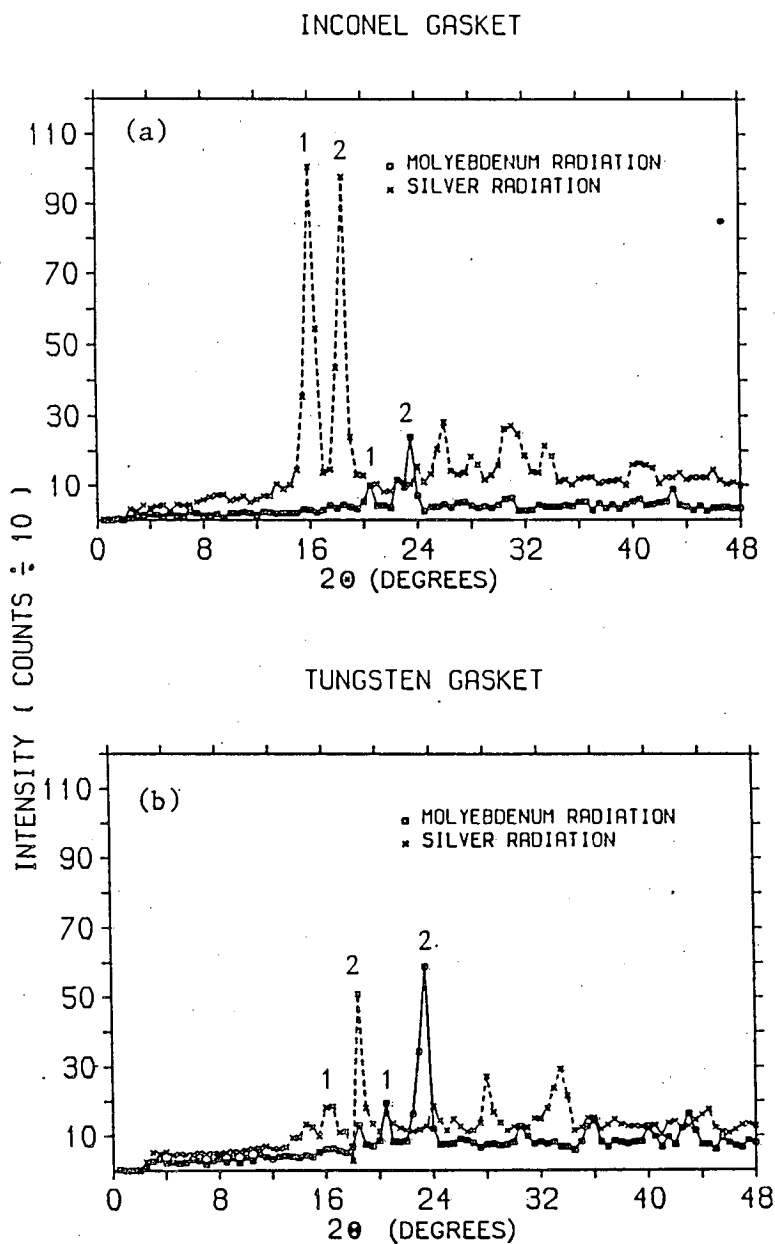 INCONEL GASKET
(a)
1 2
□ MOLYEBDENUM RADIATION
× SILVER RADIATION
110
90
70
50
30
10
1 2
0 8 16 24 32 40 48
2Θ (DEGREES)
INTENSITY ( COUNTS ÷ 10 )
TUNGSTEN GASKET
(b)
□ MOLYEBDENUM RADIATION
× SILVER RADIATION
110
90
70
50
30
10
1 2 1 2
0 8 16 24 32 40 48
2Θ (DEGREES)